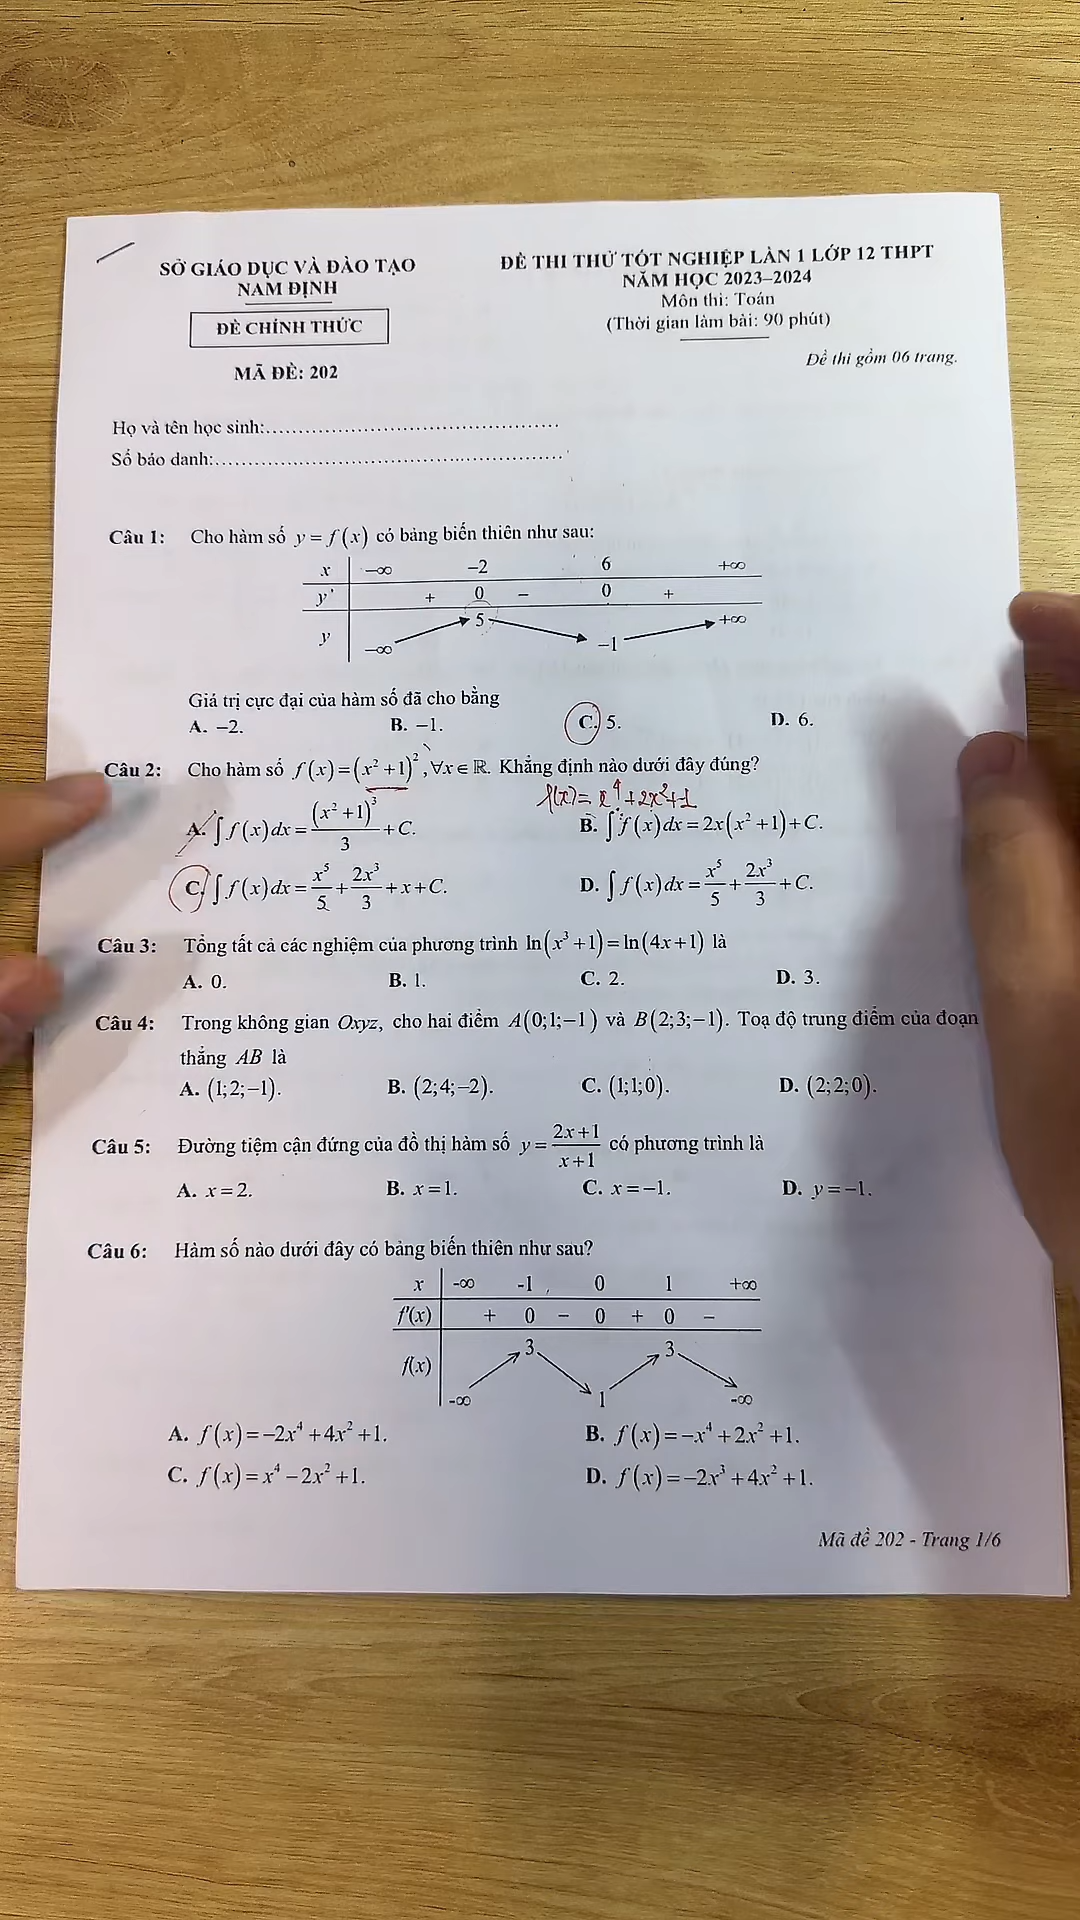 SỞ GIÁO DỤC VÀ ĐÀO TẠO
NAM ĐỊNH
ĐỀ CHÍNH THỨC
MÃ ĐỀ: 202
ĐỀ THI THỬ TỐT NGHIỆP LẦN 1 LỚP 12 THPT
NĂM HỌC 2023–2024
Môn thi: Toán
(Thời gian làm bài: 90 phút)
Đề thi gồm 06 trang.
Họ và tên học sinh:................................................
Số báo danh:..........................................................
Câu 1: Cho hàm số y = f(x) có bảng biến thiên như sau:
x −∞ −2 6 +∞
y' + 0 − 0 +
y −∞ 5 −1 +∞
Giá trị cực đại của hàm số đã cho bằng
A. −2. B. −1. C. 5. D. 6.
Câu 2: Cho hàm số f(x) = (x² + 1)², ∀x ∈ ℝ. Khẳng định nào dưới đây đúng?
f(x) = x⁴ + 2x² + 1
A. ∫f(x)dx = (x² + 1)³/3 + C. B. ∫f(x)dx = 2x(x² + 1) + C.
C. ∫f(x)dx = x⁵/5 + 2x³/3 + x + C. D. ∫f(x)dx = x⁵/5 + 2x³/3 + C.
Câu 3: Tổng tất cả các nghiệm của phương trình ln(x³ + 1) = ln(4x + 1) là
A. 0. B. 1. C. 2. D. 3.
Câu 4: Trong không gian Oxyz, cho hai điểm A(0;1;−1) và B(2;3;−1). Toạ độ trung điểm của đoạn
thẳng AB là
A. (1;2;−1). B. (2;4;−2). C. (1;1;0). D. (2;2;0).
Câu 5: Đường tiệm cận đứng của đồ thị hàm số y = (2x+1)/(x+1) có phương trình là
A. x = 2. B. x = 1. C. x = −1. D. y = −1.
Câu 6: Hàm số nào dưới đây có bảng biến thiên như sau?
x -∞ -1 0 1 +∞
f'(x) + 0 − 0 + 0 −
f(x) -∞ 3 1 3 -∞
A. f(x) = −2x⁴ + 4x² + 1. B. f(x) = −x⁴ + 2x² + 1.
C. f(x) = x⁴ − 2x² + 1. D. f(x) = −2x³ + 4x² + 1.
Mã đề 202 - Trang 1/6